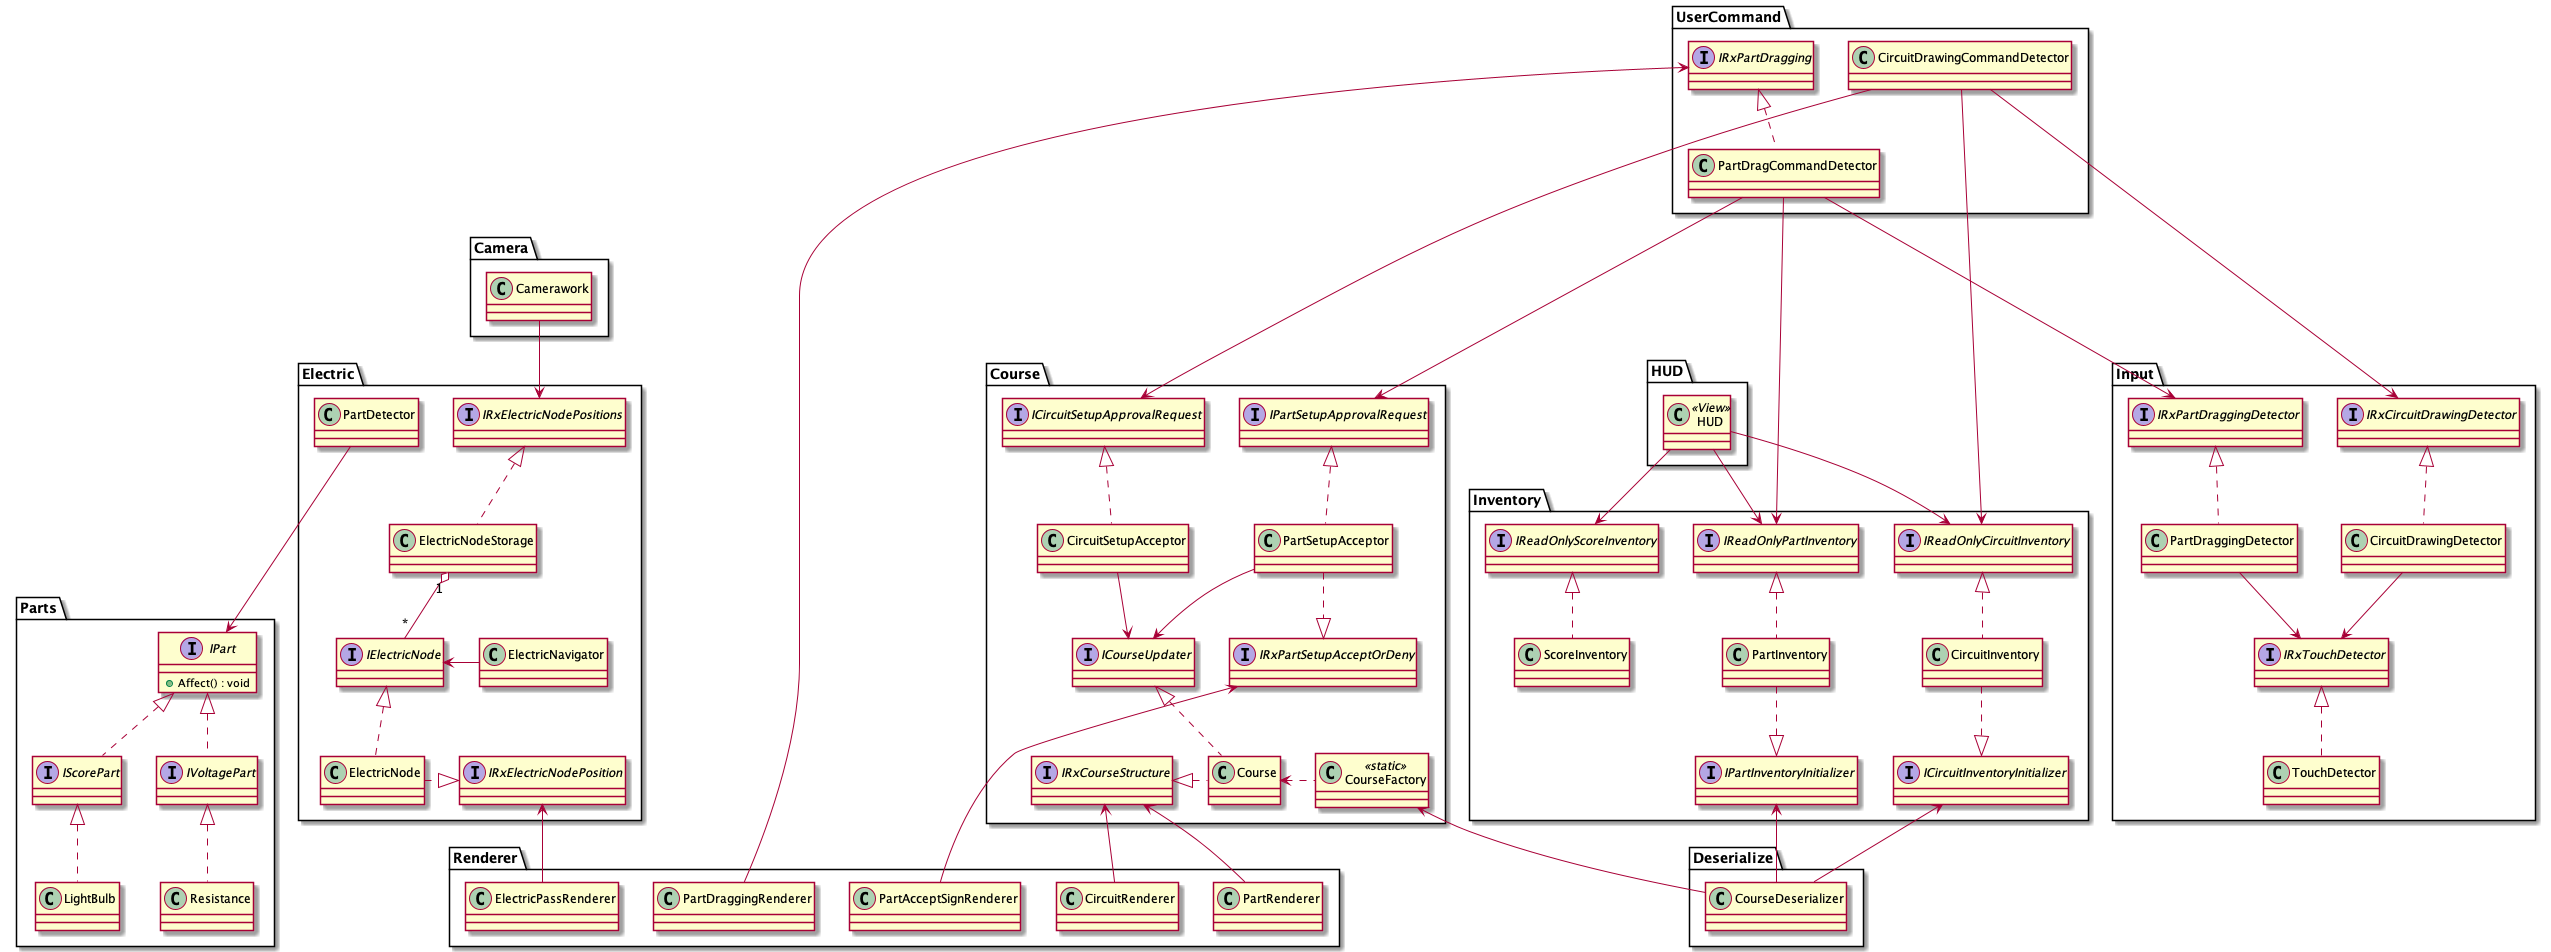 UserCommand
I IRxPartDragging
C CircuitDrawingCommandDetector
C PartDragCommandDetector
Camera
C Camerawork
Electric
C PartDetector
I IRxElectricNodePositions
C ElectricNodeStorage
1
*
I IElectricNode
C ElectricNavigator
C ElectricNode
I IRxElectricNodePosition
Parts
I IPart
Affect() : void
I IScorePart
I IVoltagePart
C LightBulb
C Resistance
Course
I ICircuitSetupApprovalRequest
I IPartSetupApprovalRequest
C CircuitSetupAcceptor
C PartSetupAcceptor
I ICourseUpdater
I IRxPartSetupAcceptOrDeny
I IRxCourseStructure
C Course
«static»
C CourseFactory
HUD
«View»
C HUD
Inventory
I IReadOnlyScoreInventory
I IReadOnlyPartInventory
I IReadOnlyCircuitInventory
C ScoreInventory
C PartInventory
C CircuitInventory
I IPartInventoryInitializer
I ICircuitInventoryInitializer
Input
I IRxPartDraggingDetector
I IRxCircuitDrawingDetector
C PartDraggingDetector
C CircuitDrawingDetector
I IRxTouchDetector
C TouchDetector
Renderer
C ElectricPassRenderer
C PartDraggingRenderer
C PartAcceptSignRenderer
C CircuitRenderer
C PartRenderer
Deserialize
C CourseDeserializer